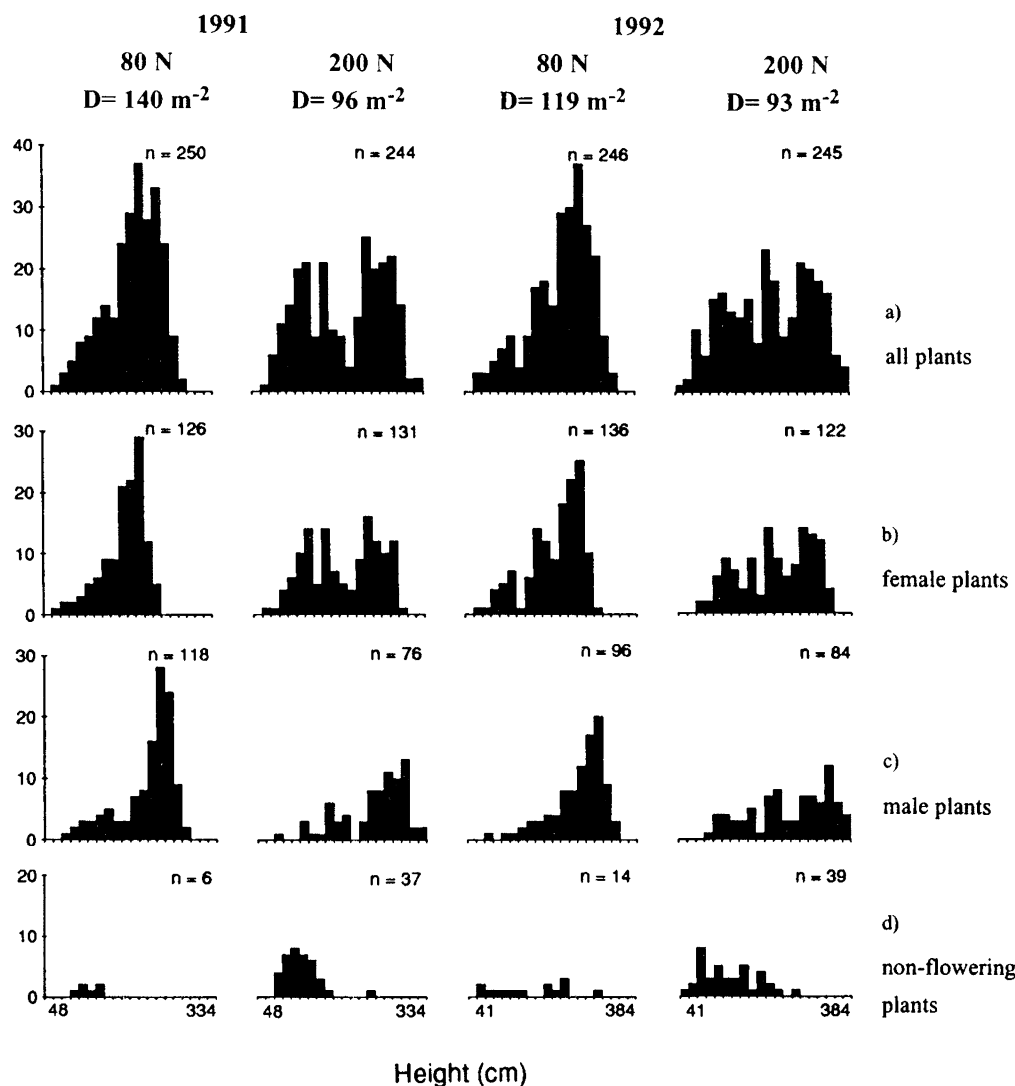 1991 1992
80 N 200 N 80 N 200 N
D= 140 m⁻² D= 96 m⁻² D= 119 m⁻² D= 93 m⁻²
40
n = 250 n = 244 n = 246 n = 245
30
20
a)
10
all plants
0
n = 126 n = 131 n = 136 n = 122
30
20
b)
10
female plants
0
30
n = 118 n = 76 n = 96 n = 84
20
c)
10
male plants
0
20
n = 6 n = 37 n = 14 n = 39
d)
10
non-flowering
0
plants
48 334 48 334 41 384 41 384
Height (cm)